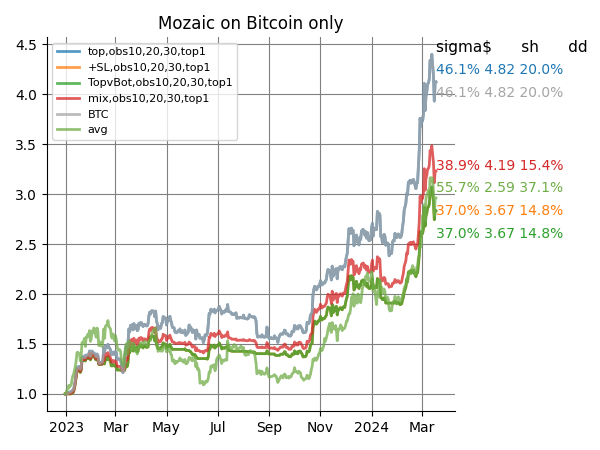 Mozaic on Bitcoin only
sigma$ sh dd
4.5
4.0
3.5
3.0
2.5
2.0
1.5
1.0
top,obs10,20,30,top1
+SL,obs10,20,30,top1
TopvBot,obs10,20,30,top1
mix,obs10,20,30,top1
BTC
avg
46.1% 4.82 20.0%
46.1% 4.82 20.0%
38.9% 4.19 15.4%
55.7% 2.59 37.1%
37.0% 3.67 14.8%
37.0% 3.67 14.8%
2023 Mar May Jul Sep Nov 2024 Mar